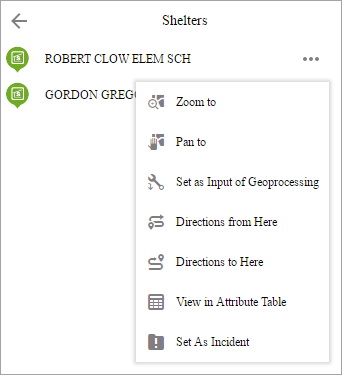 Shelters
ROBERT CLOW ELEM SCH
GORDON
Zoom to
Pan to
Set as Input of Geoprocessing
Directions from Here
Directions to Here
View in Attribute Table
Set As Incident